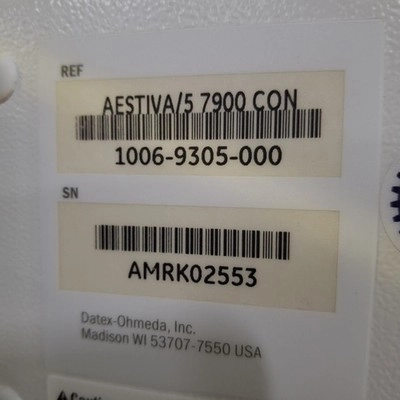 REF
AESTIVA/5 7900 CON
1006-9305-000
SN
AMRK02553
Datex-Ohmeda, Inc.
Madison WI 53707-7550 USA